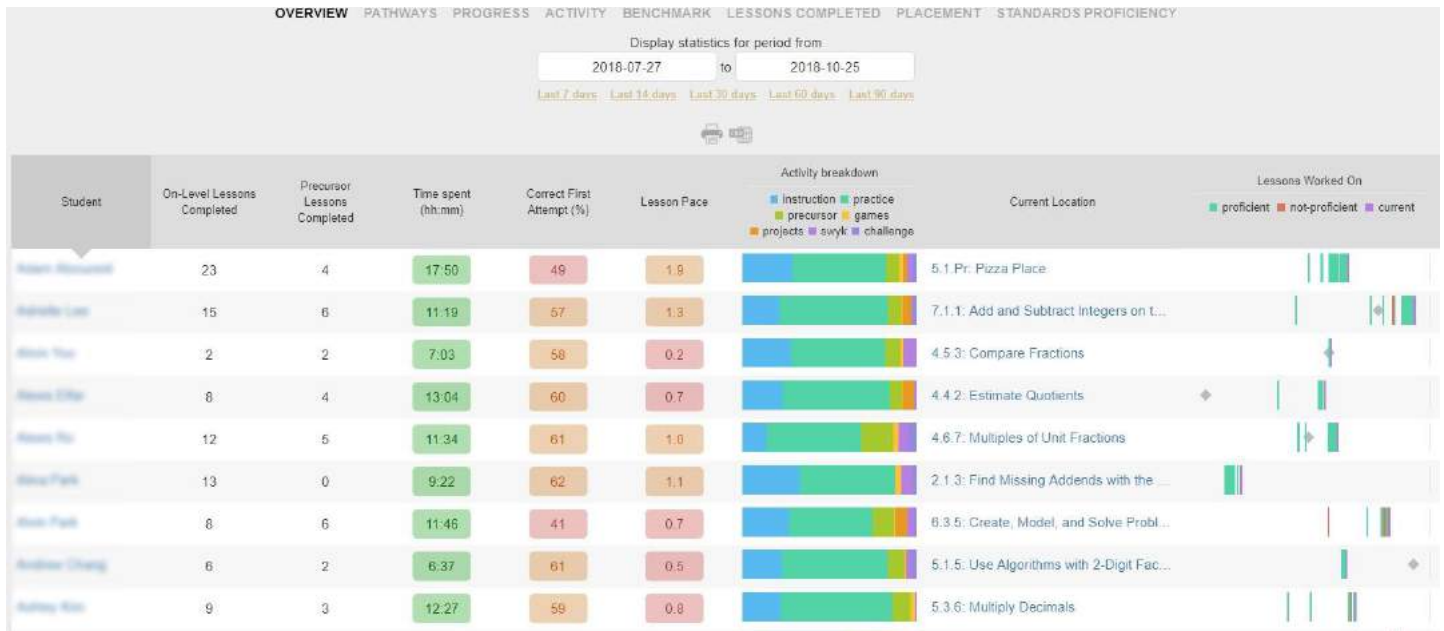 OVERVIEW PATHWAYS PROGRESS ACTIVITY BENCHMARK LESSONS COMPLETED PLACEMENT STANDARDS PROFICIENCY
Display statistics for period from
2018-07-27 to 2018-10-25
Last 7 days Last 14 days Last 30 days Last 60 days Last 90 days
Student
On-Level Lessons
Completed
Precursor
Lessons
Completed
Time spent
(hh:mm)
Correct First
Attempt (%)
Lesson Pace
Activity breakdown
instruction practice
precursor games
projects swyk challenge
Current Location
Lessons Worked On
proficient not-proficient current
23 4 17:50 49 1.9 5.1.Pr: Pizza Place
15 6 11:19 57 1.3 7.1.1: Add and Subtract Integers on t...
2 2 7:03 58 0.2 4.5.3: Compare Fractions
8 4 13:04 60 0.7 4.4.2: Estimate Quotients
12 5 11:34 61 1.0 4.6.7: Multiples of Unit Fractions
13 0 9:22 62 1.1 2.1.3: Find Missing Addends with the ...
8 6 11:46 41 0.7 6.3.5: Create, Model, and Solve Probl...
6 2 6:37 61 0.5 5.1.5: Use Algorithms with 2-Digit Fac...
9 3 12:27 59 0.8 5.3.6: Multiply Decimals